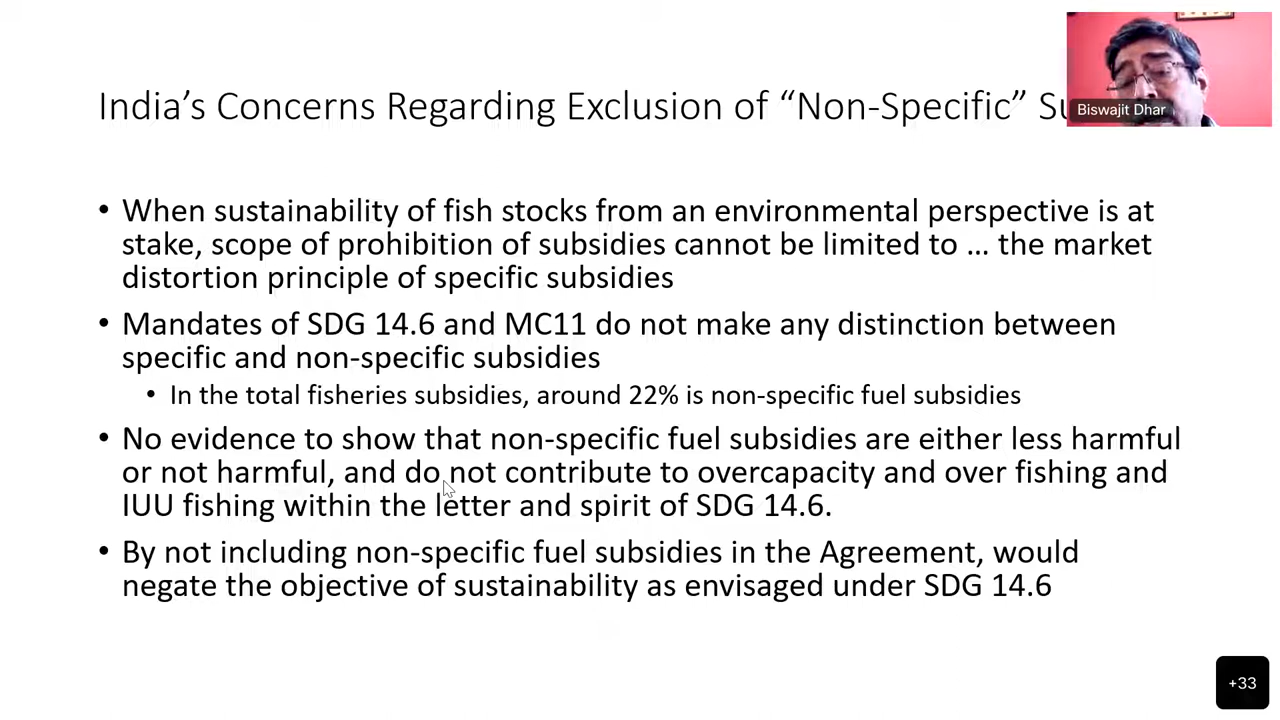 India's Concerns Regarding Exclusion of “Non-Specific”
Biswajit Dhar
• When sustainability of fish stocks from an environmental perspective is at
stake, scope of prohibition of subsidies cannot be limited to … the market
distortion principle of specific subsidies
• Mandates of SDG 14.6 and MC11 do not make any distinction between
specific and non-specific subsidies
• In the total fisheries subsidies, around 22% is non-specific fuel subsidies
• No evidence to show that non-specific fuel subsidies are either less harmful
or not harmful, and do not contribute to overcapacity and over fishing and
IUU fishing within the letter and spirit of SDG 14.6.
• By not including non-specific fuel subsidies in the Agreement, would
negate the objective of sustainability as envisaged under SDG 14.6
+33